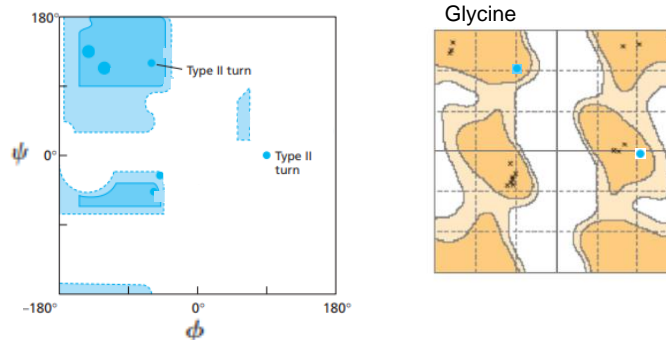 Glycine
180°
Type II turn
ψ
0°
Type II
turn
−180°
0°
180°
ϕ